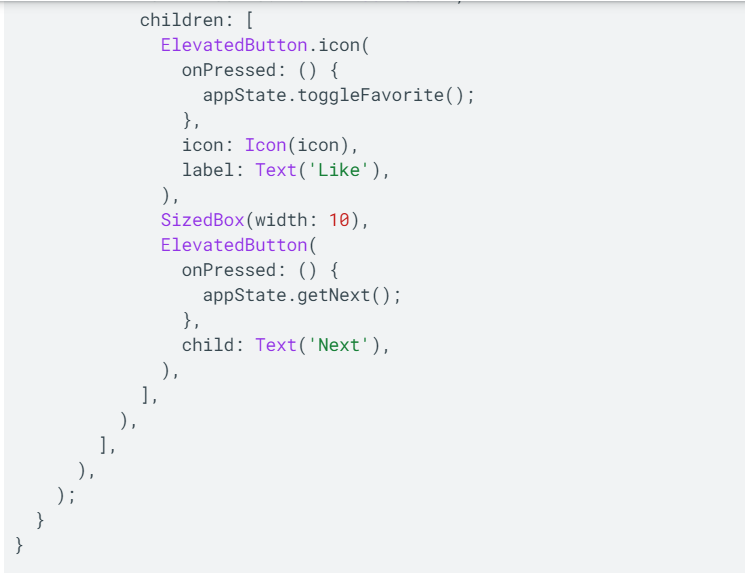 children: [
ElevatedButton.icon(
onPressed: () {
appState.toggleFavorite();
},
icon: Icon(icon),
label: Text('Like'),
),
SizedBox(width: 10),
ElevatedButton(
onPressed: () {
appState.getNext();
},
child: Text('Next'),
),
],
),
],
),
);
}
}